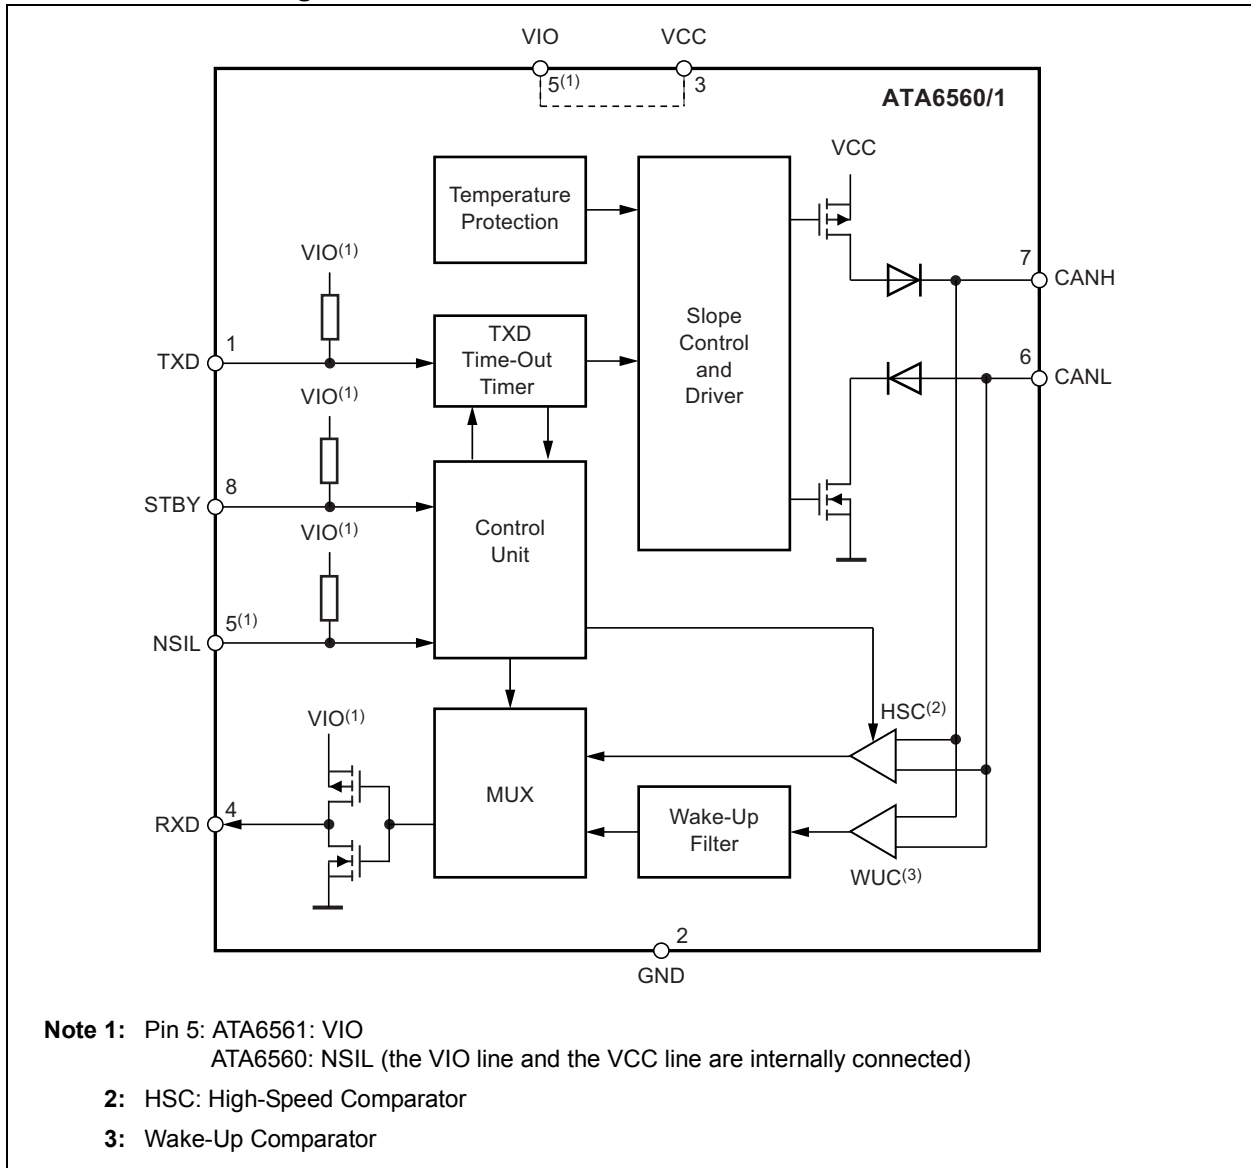 VIO VCC
5(1) 3
ATA6560/1
VCC
Temperature
Protection
VIO(1)
7
CANH
Slope
Control
and
Driver
TXD
Time-Out
Timer
1
TXD
6
CANL
VIO(1)
8
STBY
Control
Unit
VIO(1)
5(1)
NSIL
HSC(2)
VIO(1)
MUX
4
RXD
Wake-Up
Filter
WUC(3)
2
GND
Note 1: Pin 5: ATA6561: VIO
ATA6560: NSIL (the VIO line and the VCC line are internally connected)
2: HSC: High-Speed Comparator
3: Wake-Up Comparator